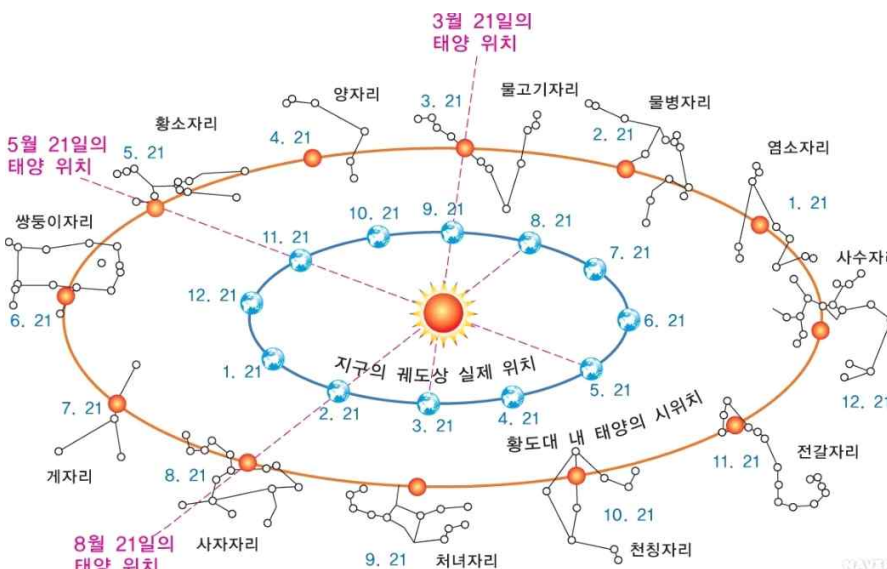 3월 21일의
태양 위치
양자리
3. 21
물고기자리
물병자리
황소자리
4. 21
2. 21
염소자리
5월 21일의
태양 위치
5. 21
1. 21
쌍둥이자리
10. 21
9. 21
8. 21
11. 21
7. 21
사수자리
12. 21
6. 21
6. 21
지구의 궤도상 실제 위치
1. 21
5. 21
2. 21
3. 21
4. 21
12. 21
7. 21
황도대 내 태양의 시위치
게자리
8. 21
11. 21
전갈자리
10. 21
사자자리
9. 21
처녀자리
천칭자리
8월 21일의
태양 위치
NAVER